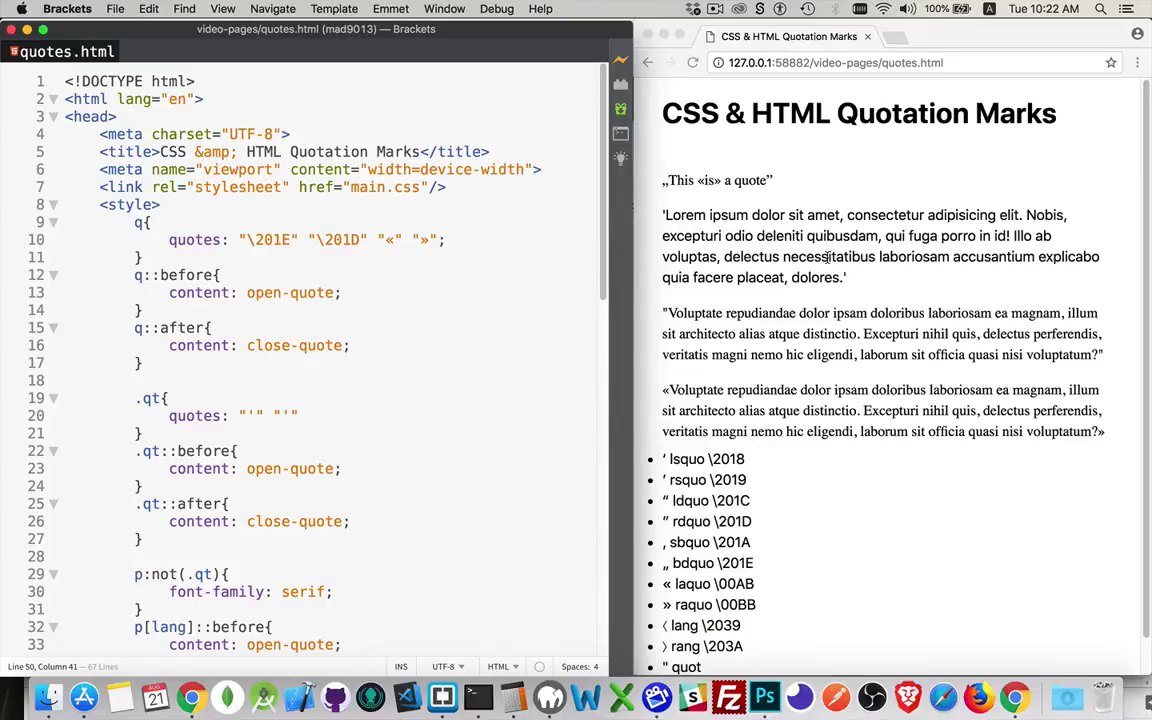 Brackets File Edit Find View Navigate Template Emmet Window Debug Help 100% Tue 10:22 AM
video-pages/quotes.html (mad9013) — Brackets
quotes.html
1 <!DOCTYPE html>
2 <html lang="en">
3 <head>
4 <meta charset="UTF-8">
5 <title>CSS &amp; HTML Quotation Marks</title>
6 <meta name="viewport" content="width=device-width">
7 <link rel="stylesheet" href="main.css"/>
8 <style>
9 q{
10 quotes: "\201E" "\201D" "«" "»";
11 }
12 q::before{
13 content: open-quote;
14 }
15 q::after{
16 content: close-quote;
17 }
18
19 .qt{
20 quotes: "'" "'"
21 }
22 .qt::before{
23 content: open-quote;
24 }
25 .qt::after{
26 content: close-quote;
27 }
28
29 p:not(.qt){
30 font-family: serif;
31 }
32 p[lang]::before{
33 content: open-quote;
Line 50, Column 41 — 67 Lines
INS UTF-8 HTML Spaces: 4
CSS & HTML Quotation Marks
127.0.0.1:58882/video-pages/quotes.html
CSS & HTML Quotation Marks
„This «is» a quote”
'Lorem ipsum dolor sit amet, consectetur adipisicing elit. Nobis,
excepturi odio deleniti quibusdam, qui fuga porro in id! Illo ab
voluptas, delectus necessitatibus laboriosam accusantium explicabo
quia facere placeat, dolores.'
"Voluptate repudiandae dolor ipsam doloribus laboriosam ea magnam, illum
sit architecto alias atque distinctio. Excepturi nihil quis, delectus perferendis,
veritatis magni nemo hic eligendi, laborum sit officia quasi nisi voluptatum?"
«Voluptate repudiandae dolor ipsam doloribus laboriosam ea magnam, illum
sit architecto alias atque distinctio. Excepturi nihil quis, delectus perferendis,
veritatis magni nemo hic eligendi, laborum sit officia quasi nisi voluptatum?»
• ‘ lsquo \2018
• ’ rsquo \2019
• “ ldquo \201C
• ” rdquo \201D
• ‚ sbquo \201A
• „ bdquo \201E
• « laquo \00AB
• » raquo \00BB
• 〈 lang \2039
• 〉 rang \203A
• " quot
AUG
21